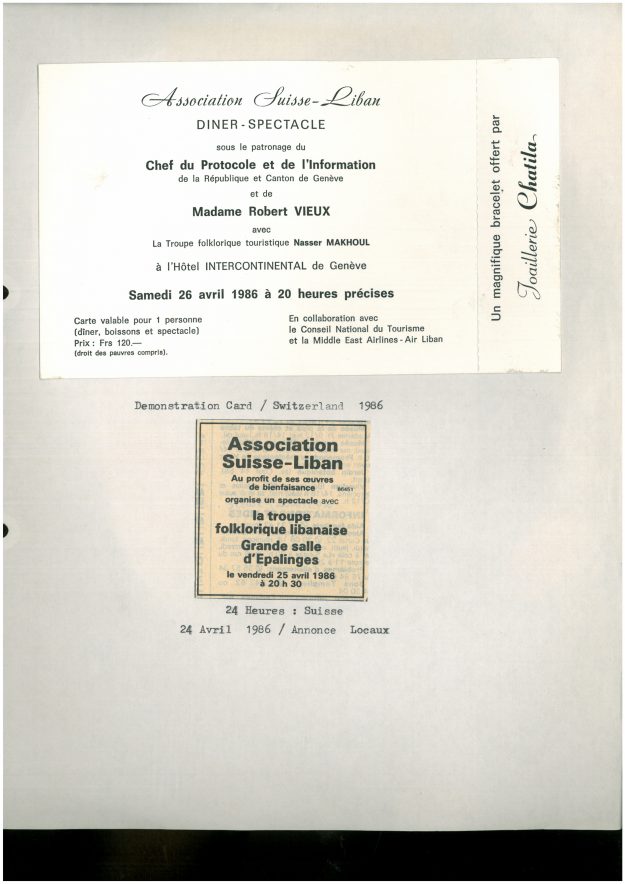 Association Suisse-Liban
DINER-SPECTACLE
sous le patronage du
Chef du Protocole et de l'Information
de la République et Canton de Genève
et de
Madame Robert VIEUX
avec
La Troupe folklorique touristique Nasser MAKHOUL
à l'Hôtel INTERCONTINENTAL de Genève
Samedi 26 avril 1986 à 20 heures précises
Carte valable pour 1 personne
(dîner, boissons et spectacle)
Prix : Frs 120.—
(droit des pauvres compris).
En collaboration avec
le Conseil National du Tourisme
et la Middle East Airlines - Air Liban
Un magnifique bracelet offert par
Joaillerie Chatila
Demonstration Card / Switzerland 1986
Association
Suisse-Liban
Au profit de ses œuvres
de bienfaisance 86451
organise un spectacle avec
la troupe
folklorique libanaise
Grande salle
d'Epalinges
le vendredi 25 avril 1986
à 20 h 30
24 Heures : Suisse
24 Avril 1986 / Annonce Locaux